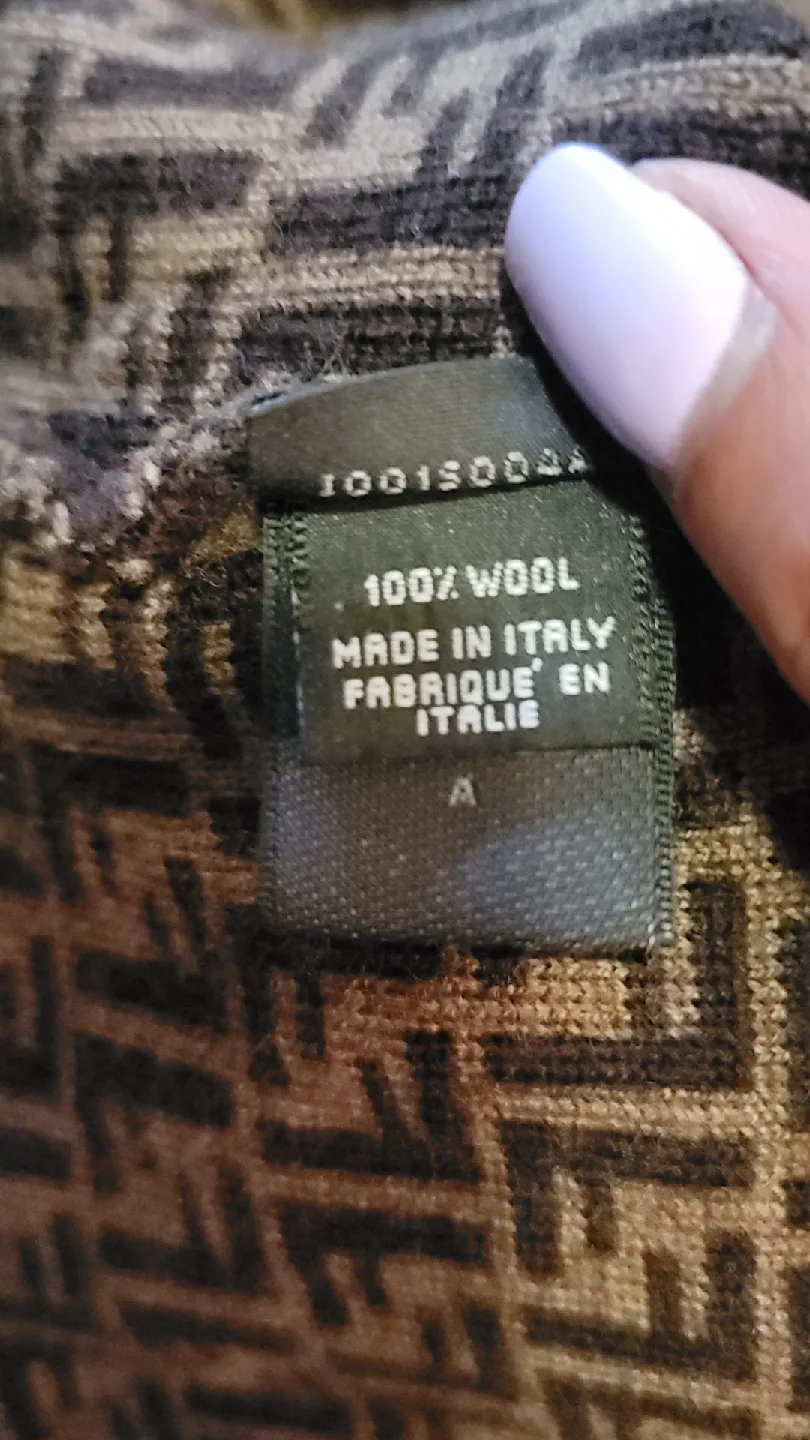 100% WOOL
MADE IN ITALY
FABRIQUE' EN
ITALIE
A